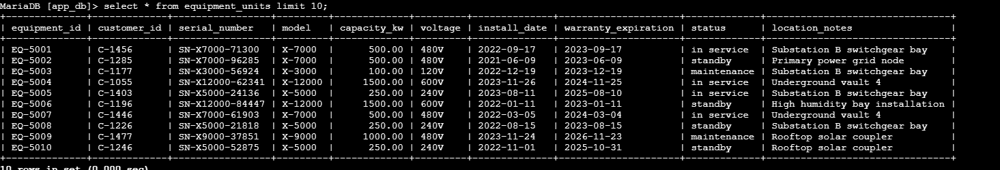 MariaDB [app_db]> select * from equipment_units limit 10;
+--------------+-------------+-----------------+---------+-------------+---------+--------------+---------------------+-------------+--------------------------------+
| equipment_id | customer_id | serial_number   | model   | capacity_kw | voltage | install_date | warranty_expiration | status      | location_notes                 |
+--------------+-------------+-----------------+---------+-------------+---------+--------------+---------------------+-------------+--------------------------------+
| EQ-5001      | C-1456      | SN-X7000-71300  | X-7000  |      500.00 | 480V    | 2022-09-17   | 2023-09-17          | in service  | Substation B switchgear bay    |
| EQ-5002      | C-1285      | SN-X7000-96285  | X-7000  |      500.00 | 480V    | 2021-06-09   | 2023-06-09          | standby     | Primary power grid node        |
| EQ-5003      | C-1177      | SN-X3000-56924  | X-3000  |      100.00 | 120V    | 2022-12-19   | 2023-12-19          | maintenance | Substation B switchgear bay    |
| EQ-5004      | C-1055      | SN-X12000-62341 | X-12000 |     1500.00 | 600V    | 2023-11-26   | 2024-11-25          | in service  | Underground vault 4            |
| EQ-5005      | C-1403      | SN-X5000-24136  | X-5000  |      250.00 | 240V    | 2023-08-11   | 2025-08-10          | in service  | Substation B switchgear bay    |
| EQ-5006      | C-1196      | SN-X12000-84447 | X-12000 |     1500.00 | 600V    | 2022-01-11   | 2023-01-11          | standby     | High humidity bay installation |
| EQ-5007      | C-1446      | SN-X7000-61903  | X-7000  |      500.00 | 480V    | 2022-03-05   | 2024-03-04          | in service  | Underground vault 4            |
| EQ-5008      | C-1226      | SN-X5000-21818  | X-5000  |      250.00 | 240V    | 2022-08-15   | 2023-08-15          | standby     | Substation B switchgear bay    |
| EQ-5009      | C-1477      | SN-X9000-37851  | X-9000  |     1000.00 | 480V    | 2023-11-24   | 2026-11-23          | maintenance | Rooftop solar coupler          |
| EQ-5010      | C-1246      | SN-X5000-52875  | X-5000  |      250.00 | 240V    | 2022-11-01   | 2025-10-31          | standby     | Rooftop solar coupler          |
+--------------+-------------+-----------------+---------+-------------+---------+--------------+---------------------+-------------+--------------------------------+
10 rows in set (0.000 sec)